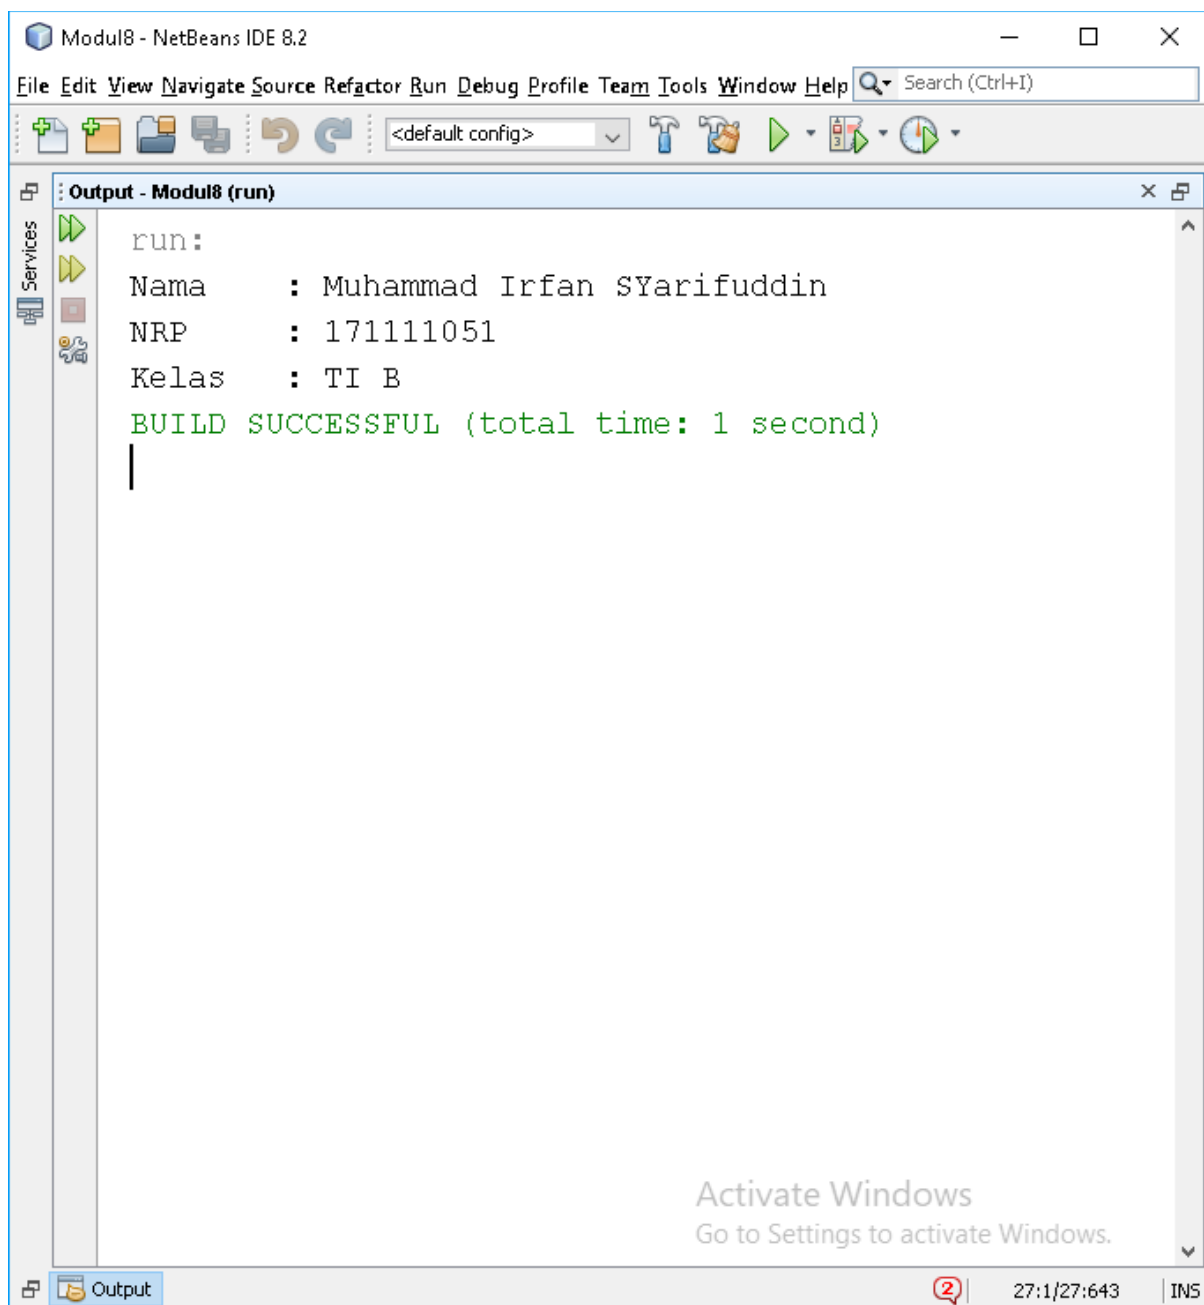 Modul8 - NetBeans IDE 8.2
File Edit View Navigate Source Refactor Run Debug Profile Team Tools Window Help Search (Ctrl+I)
<default config>
Output - Modul8 (run)
Services
run:
Nama : Muhammad Irfan SYarifuddin
NRP : 171111051
Kelas : TI B
BUILD SUCCESSFUL (total time: 1 second)
Activate Windows
Go to Settings to activate Windows.
Output 2 27:1/27:643 INS